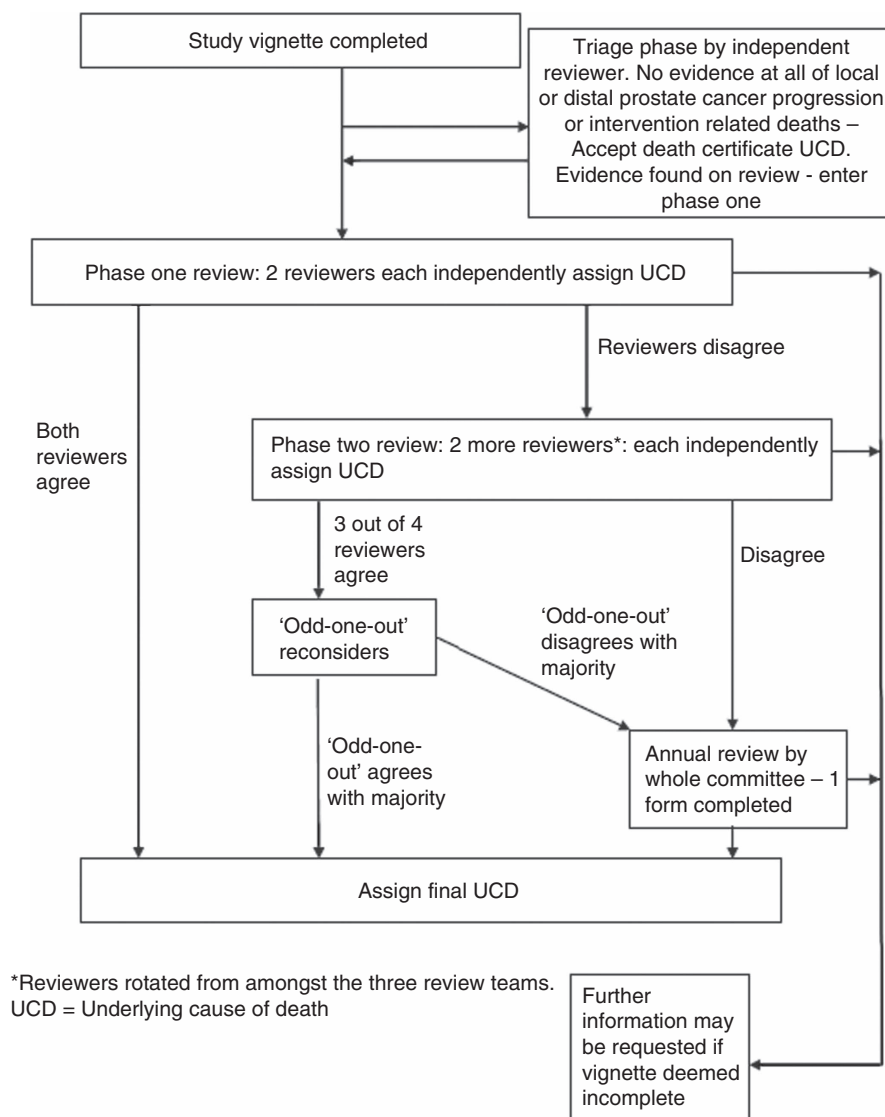 Study vignette completed
Triage phase by independent
reviewer. No evidence at all of local
or distal prostate cancer progression
or intervention related deaths –
Accept death certificate UCD.
Evidence found on review - enter
phase one
Phase one review: 2 reviewers each independently assign UCD
Reviewers disagree
Both
reviewers
agree
Phase two review: 2 more reviewers*: each independently
assign UCD
3 out of 4
reviewers
agree
Disagree
‘Odd-one-out’
reconsiders
‘Odd-one-out’
disagrees with
majority
‘Odd-one-
out’ agrees
with majority
Annual review by
whole committee – 1
form completed
Assign final UCD
*Reviewers rotated from amongst the three review teams.
UCD = Underlying cause of death
Further
information may
be requested if
vignette deemed
incomplete